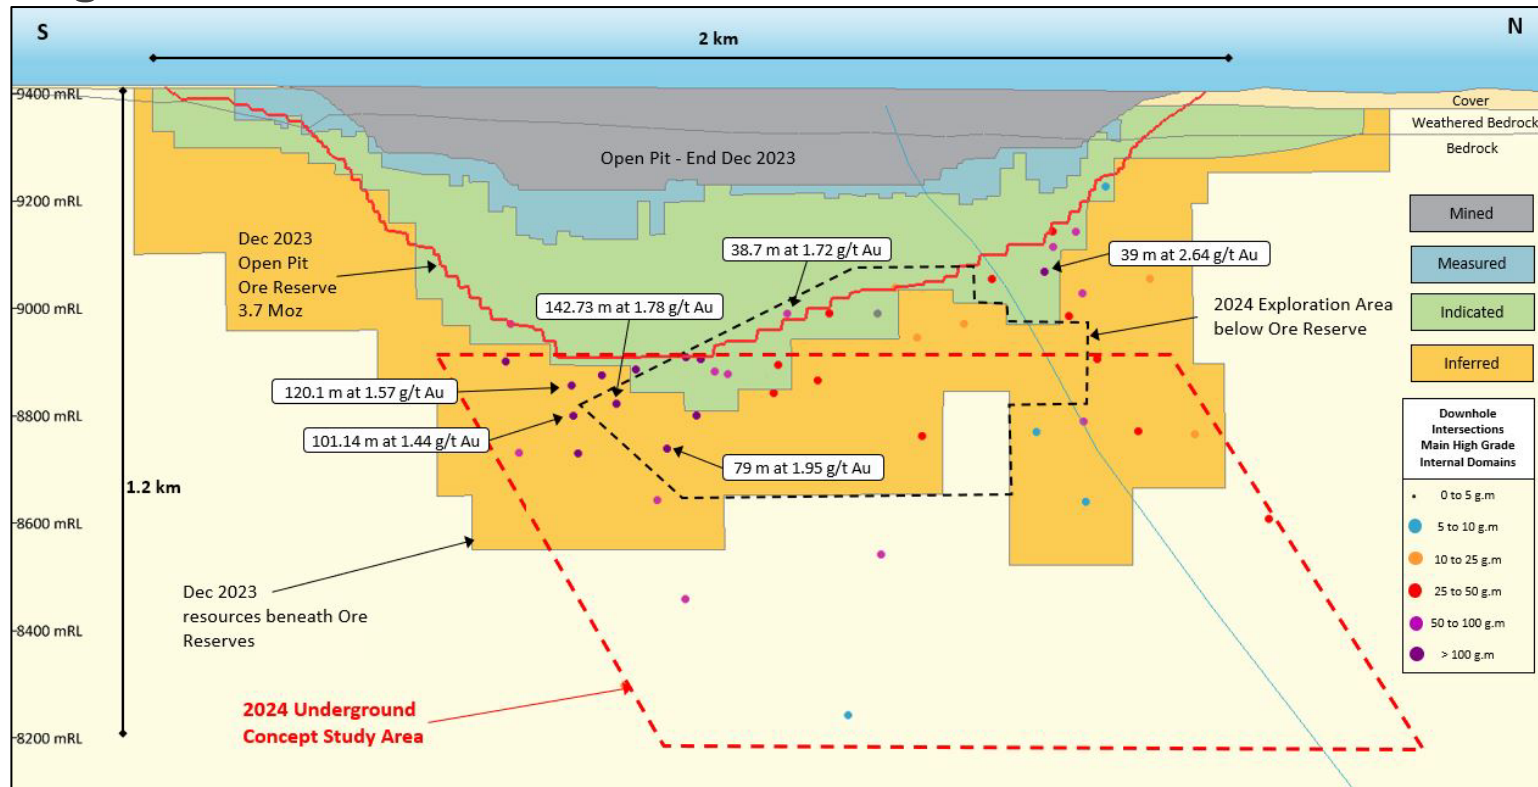 S
N
2 km
9400 mRL
Cover
Weathered Bedrock
Bedrock
Open Pit - End Dec 2023
9200 mRL
Mined
Dec 2023
Open Pit
Ore Reserve
3.7 Moz
38.7 m at 1.72 g/t Au
39 m at 2.64 g/t Au
Measured
9000 mRL
142.73 m at 1.78 g/t Au
2024 Exploration Area
below Ore Reserve
Indicated
Inferred
120.1 m at 1.57 g/t Au
8800 mRL
101.14 m at 1.44 g/t Au
79 m at 1.95 g/t Au
Downhole
Intersections
Main High Grade
Internal Domains
1.2 km
0 to 5 g.m
5 to 10 g.m
10 to 25 g.m
25 to 50 g.m
50 to 100 g.m
> 100 g.m
8600 mRL
Dec 2023
resources beneath Ore
Reserves
8400 mRL
2024 Underground
Concept Study Area
8200 mRL